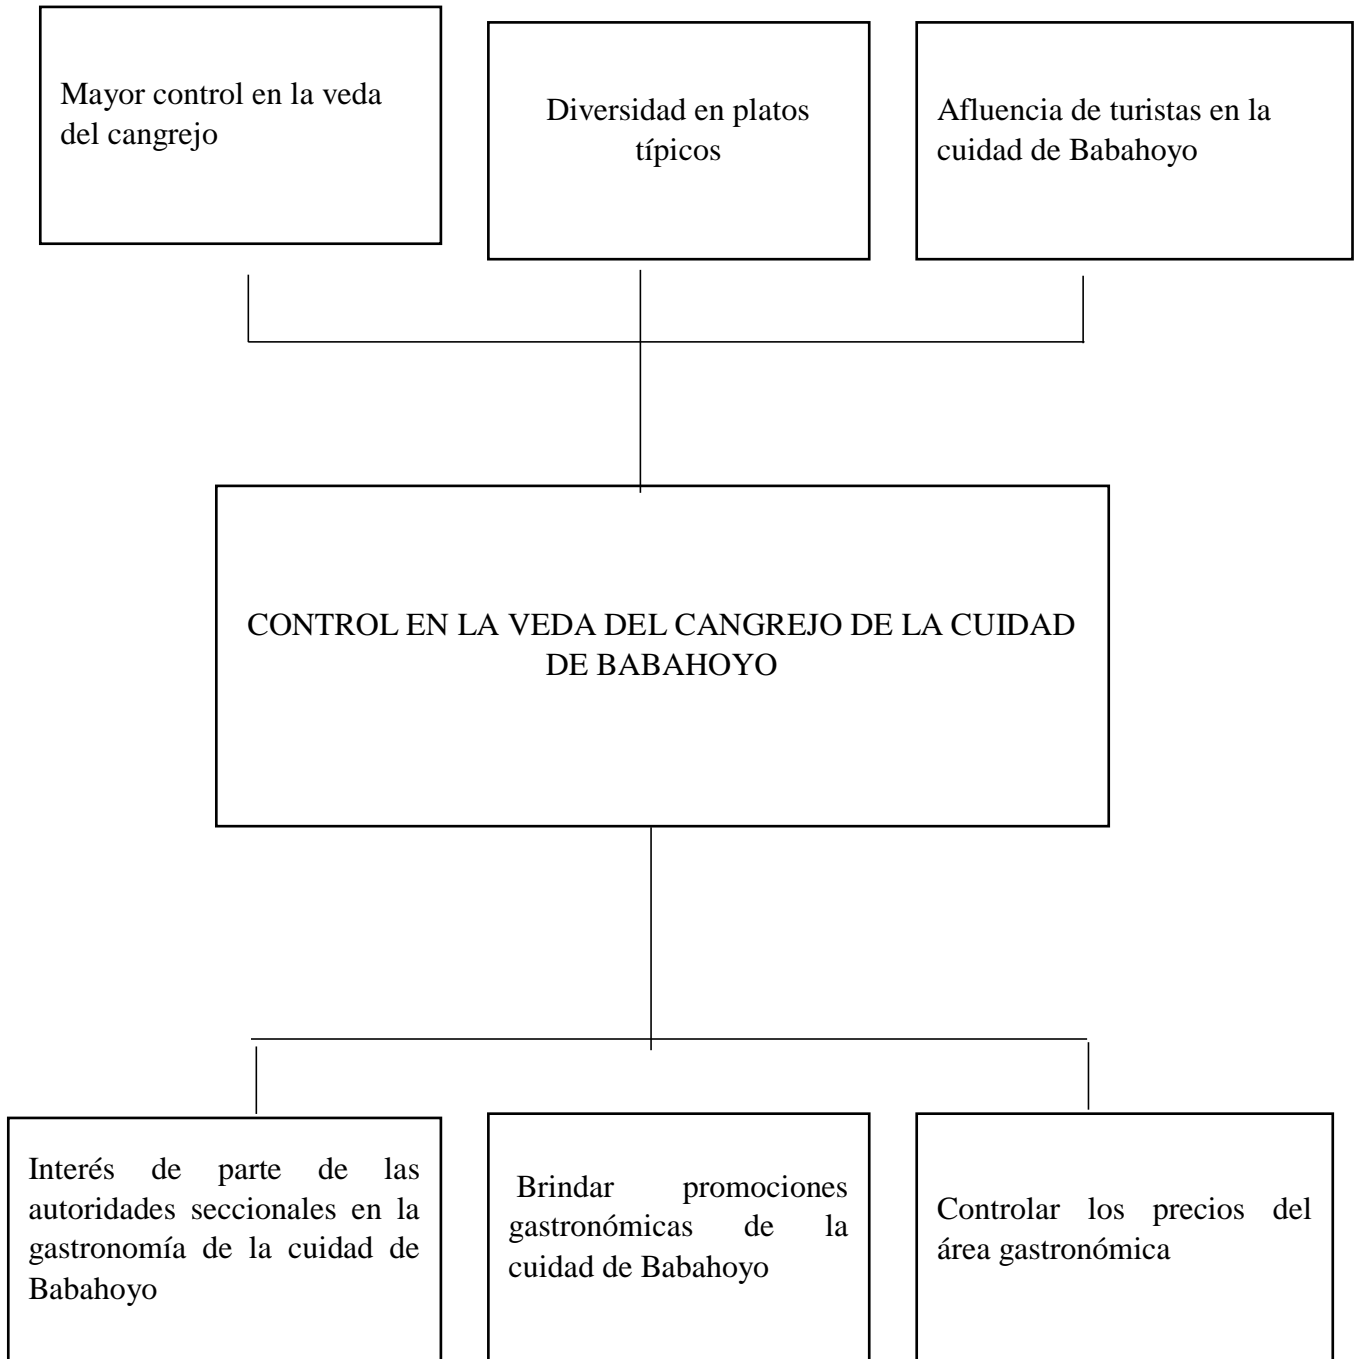 Mayor control en la veda
del cangrejo
Diversidad en platos
típicos
Afluencia de turistas en la
cuidad de Babahoyo
CONTROL EN LA VEDA DEL CANGREJO DE LA CUIDAD
DE BABAHOYO
Interés de parte de las
autoridades seccionales en la
gastronomía de la cuidad de
Babahoyo
Brindar promociones
gastronómicas de la
cuidad de Babahoyo
Controlar los precios del
área gastronómica